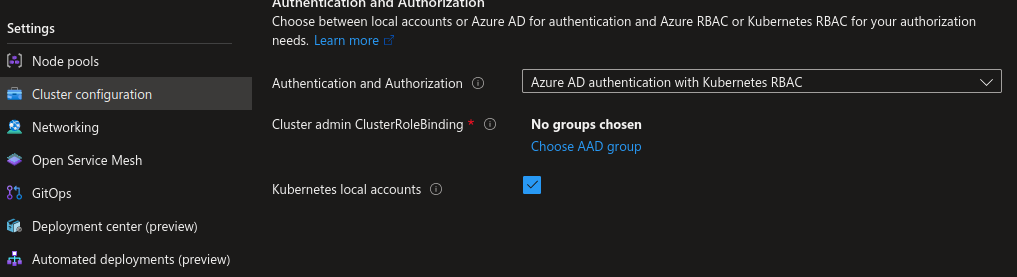 Authentication and Authorization
Settings
Choose between local accounts or Azure AD for authentication and Azure RBAC or Kubernetes RBAC for your authorization
needs. Learn more
Node pools
Cluster configuration
Networking
Open Service Mesh
GitOps
Deployment center (preview)
Automated deployments (preview)
Authentication and Authorization
Azure AD authentication with Kubernetes RBAC
Cluster admin ClusterRoleBinding *
No groups chosen
Choose AAD group
Kubernetes local accounts